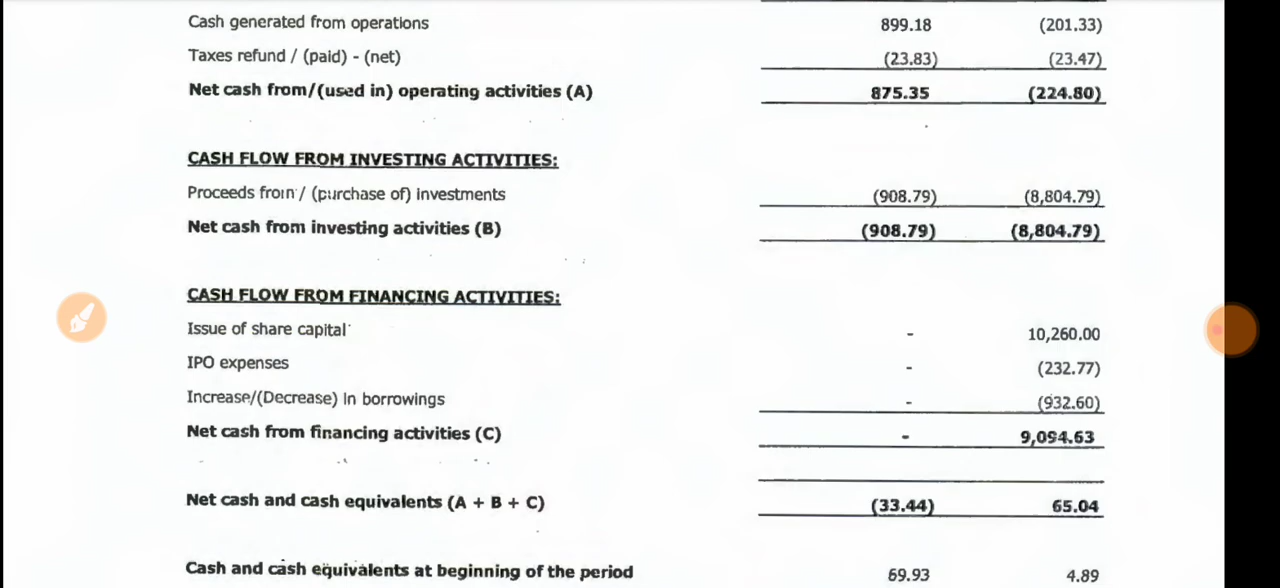 Cash generated from operations 899.18 (201.33)
Taxes refund / (paid) - (net) (23.83) (23.47)
Net cash from/(used in) operating activities (A) 875.35 (224.80)
CASH FLOW FROM INVESTING ACTIVITIES:
Proceeds from / (purchase of) investments (908.79) (8,804.79)
Net cash from investing activities (B) (908.79) (8,804.79)
CASH FLOW FROM FINANCING ACTIVITIES:
Issue of share capital - 10,260.00
IPO expenses - (232.77)
Increase/(Decrease) in borrowings - (932.60)
Net cash from financing activities (C) - 9,094.63
Net cash and cash equivalents (A + B + C) (33.44) 65.04
Cash and cash equivalents at beginning of the period 69.93 4.89